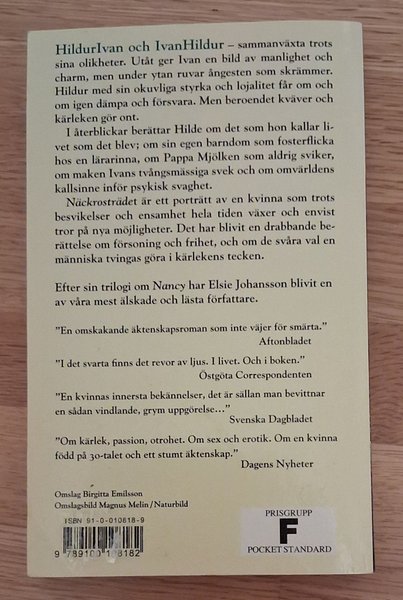 HildurIvan och IvanHildur – sammanväxta trots
sina olikheter. Utåt ger Ivan en bild av manlighet och
charm, men under ytan ruvar ångesten som skrämmer.
Hildur med sin okuvliga styrka och lojalitet får om och
om igen dämpa och försvara. Men beroendet kväver och
kärleken gör ont.
I återblickar berättar Hilde om det som hon kallar li-
vet som det blev; om sin egen barndom som fosterflicka
hos en lärarinna, om Pappa Mjölken som aldrig sviker,
om maken Ivans tvångsmässiga svek och om omvärldens
kallsinne inför psykisk svaghet.
Näckrosträdet är ett porträtt av en kvinna som trots
besvikelser och ensamhet hela tiden växer och envist
tror på nya möjligheter. Det har blivit en drabbande be-
rättelse om försoning och frihet, och om de svåra val en
människa tvingas göra i kärlekens tecken.
Efter sin trilogi om Nancy har Elsie Johansson blivit en
av våra mest älskade och lästa författare.
"En omskakande äktenskapsroman som inte väjer för smärta."
Aftonbladet
"I det svarta finns det revor av ljus. I livet. Och i boken."
Östgöta Correspondenten
"En kvinnas innersta bekännelser, det är sällan man bevittnar
en sådan vindlande, grym uppgörelse…"
Svenska Dagbladet
"Om kärlek, passion, otrohet. Om sex och erotik. Om en kvinna
född på 30-talet och ett stumt äktenskap."
Dagens Nyheter
Omslag Birgitta Emilsson
Omslagsbild Magnus Melin/Naturbild
ISBN 91-0-010818-9
9 789100 108182
PRISGRUPP
F
POCKET STANDARD